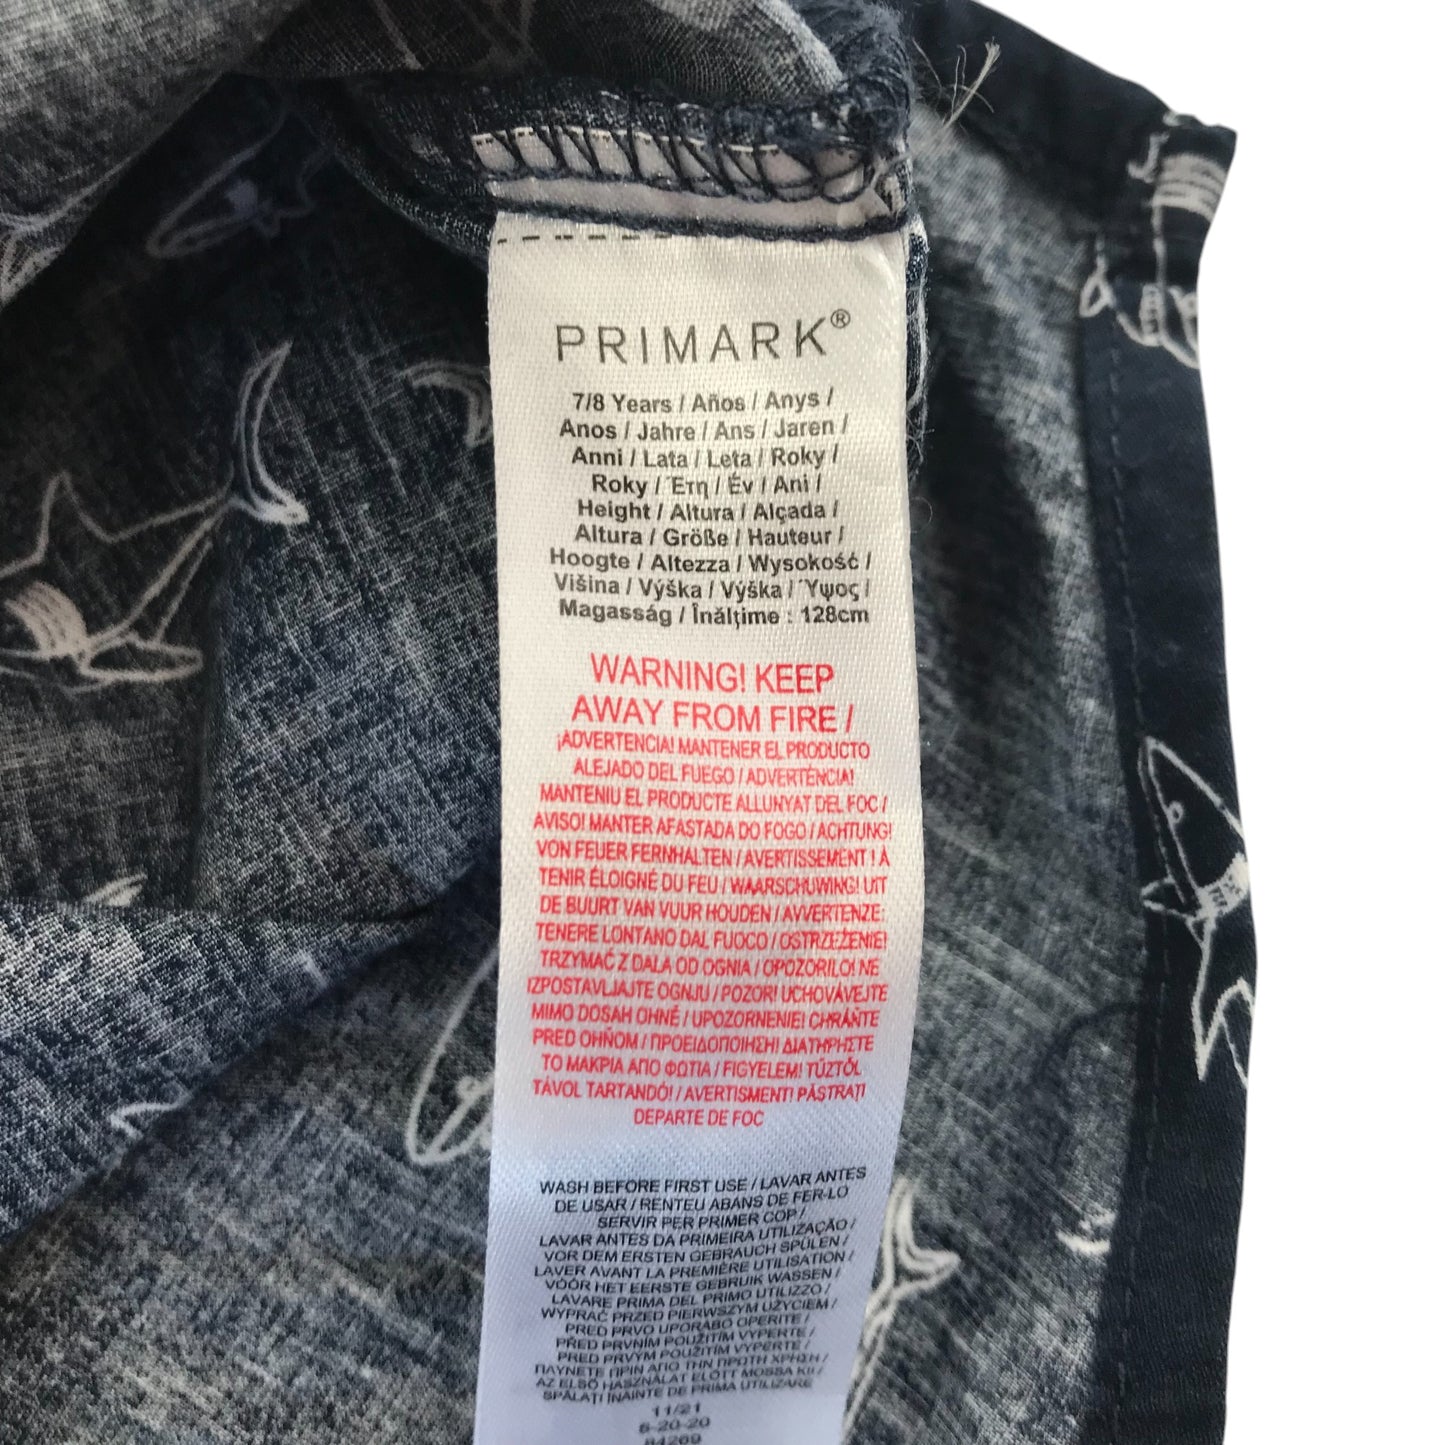 PRIMARK®
7/8 Years / Años / Anys /
Anos / Jahre / Ans / Jaren /
Anni / Lata / Leta / Roky /
Roky / Έτη / Év / Ani /
Height / Altura / Alçada /
Altura / Größe / Hauteur /
Hoogte / Altezza / Wysokość /
Višina / Výška / Výška / Ύψος /
Magasság / Înălțime : 128cm
WARNING! KEEP
AWAY FROM FIRE /
¡ADVERTENCIA! MANTENER EL PRODUCTO
ALEJADO DEL FUEGO / ADVERTÈNCIA!
MANTENIU EL PRODUCTE ALLUNYAT DEL FOC /
AVISO! MANTER AFASTADA DO FOGO / ACHTUNG!
VON FEUER FERNHALTEN / AVERTISSEMENT ! À
TENIR ÉLOIGNÉ DU FEU / WAARSCHUWING! UIT
DE BUURT VAN VUUR HOUDEN / AVVERTENZE:
TENERE LONTANO DAL FUOCO / OSTRZEŻENIE!
TRZYMAĆ Z DALA OD OGNIA / OPOZORILO! NE
IZPOSTAVLJAJTE OGNJU / POZOR! UCHOVÁVEJTE
MIMO DOSAH OHNĚ / UPOZORNENIE! CHRÁŇTE
PRED OHŇOM / ΠΡΟΕΙΔΟΠΟΙΗΣΗ! ΔΙΑΤΗΡΗΣΤΕ
ΤΟ ΜΑΚΡΙΑ ΑΠΟ ΦΩΤΙΑ / FIGYELEM! TŰZTŐL
TÁVOL TARTANDÓ! / AVERTISMENT! PĂSTRAȚI
DEPARTE DE FOC
WASH BEFORE FIRST USE / LAVAR ANTES
DE USAR / RENTEU ABANS DE FER-LO
SERVIR PER PRIMER COP /
LAVAR ANTES DA PRIMEIRA UTILIZAÇÃO /
VOR DEM ERSTEN GEBRAUCH SPÜLEN /
LAVER AVANT LA PREMIÈRE UTILISATION /
VÓÓR HET EERSTE GEBRUIK WASSEN /
LAVARE PRIMA DEL PRIMO UTILIZZO /
WYPRAĆ PRZED PIERWSZYM UŻYCIEM /
PRED PRVO UPORABO OPERITE /
PŘED PRVNÍM POUŽITÍM VYPERTE /
PRED PRVÝM POUŽITÍM VYPERTE /
ΠΛΥΝΕΤΕ ΠΡΙΝ ΑΠΟ ΤΗΝ ΠΡΩΤΗ ΧΡΗΣΗ /
AZ ELSŐ HASZNÁLAT ELŐTT MOSSA KI /
SPĂLAȚI ÎNAINTE DE PRIMA UTILIZARE
11/21
6-20-20
84269